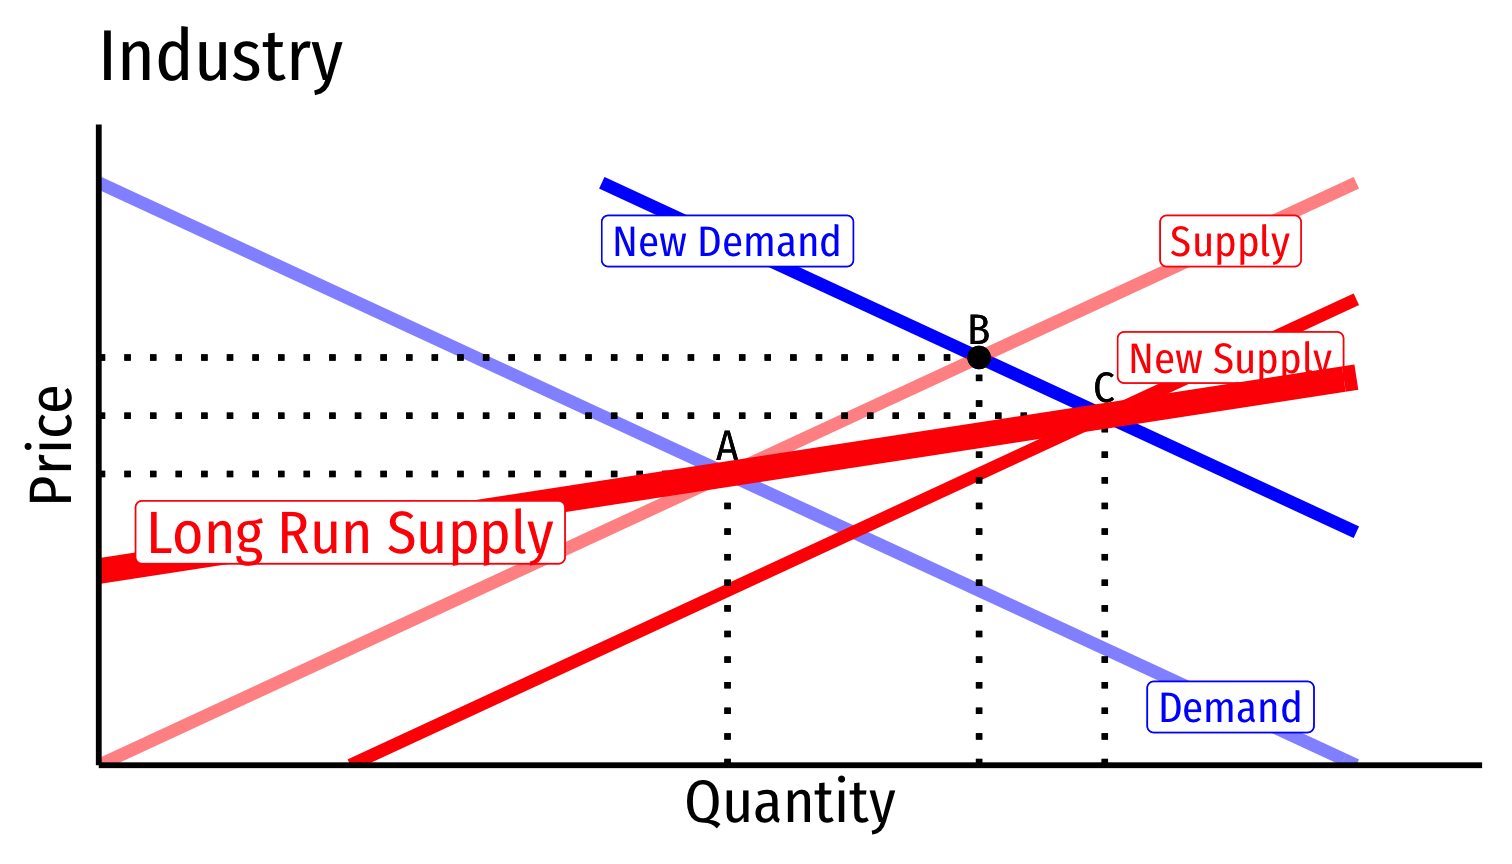 Industry
New Demand
Supply
B
New Supply
C
A
Price
Long Run Supply
Demand
Quantity